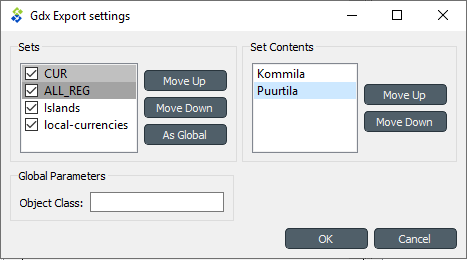 Gdx Export settings
Sets
CUR
ALL_REG
Islands
local-currencies
Move Up
Move Down
As Global
Set Contents
Kommila
Puurtila
Move Up
Move Down
Global Parameters
Object Class:
OK
Cancel